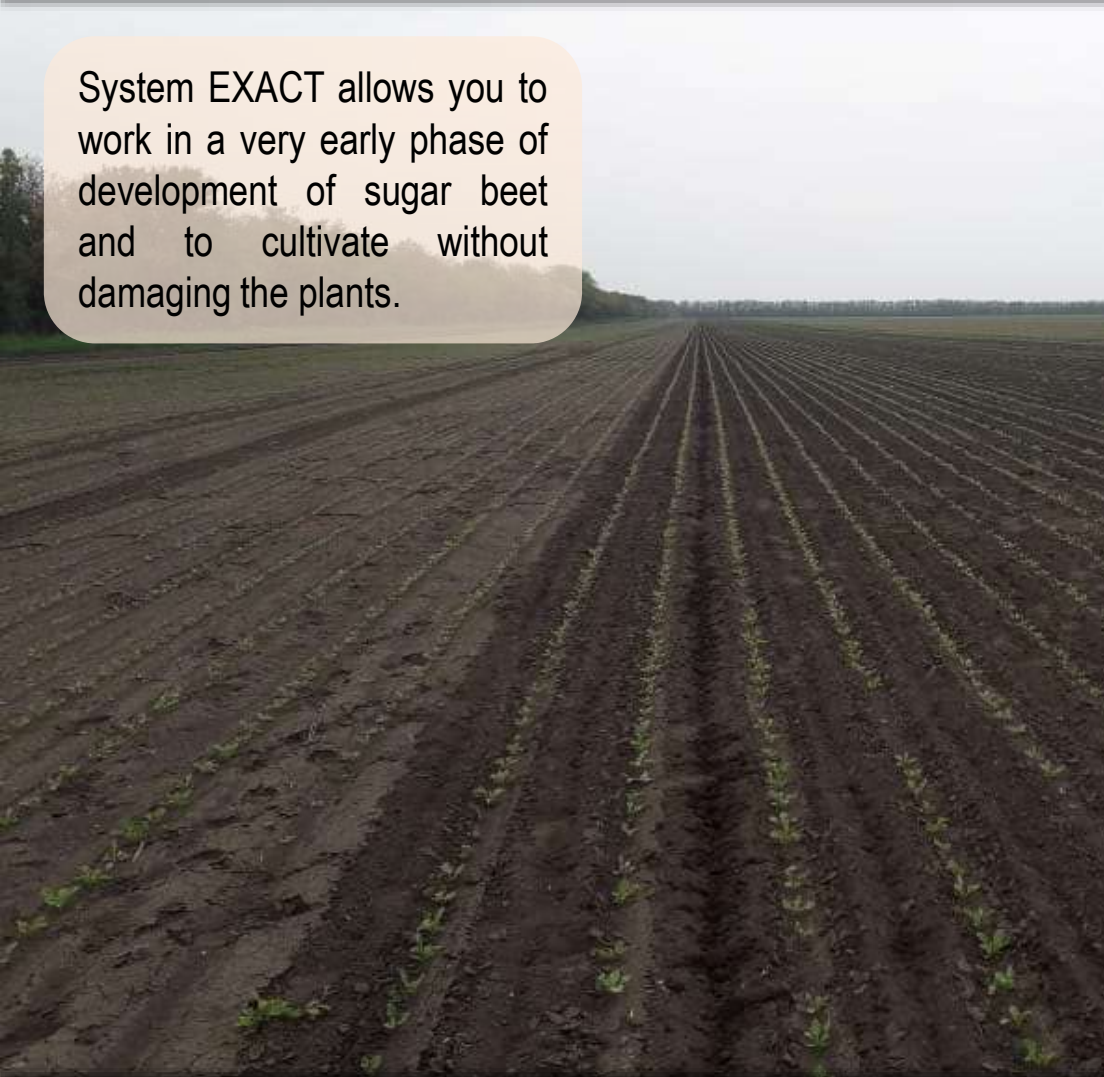 System EXACT allows you to
work in a very early phase of
development of sugar beet
and to cultivate without
damaging the plants.